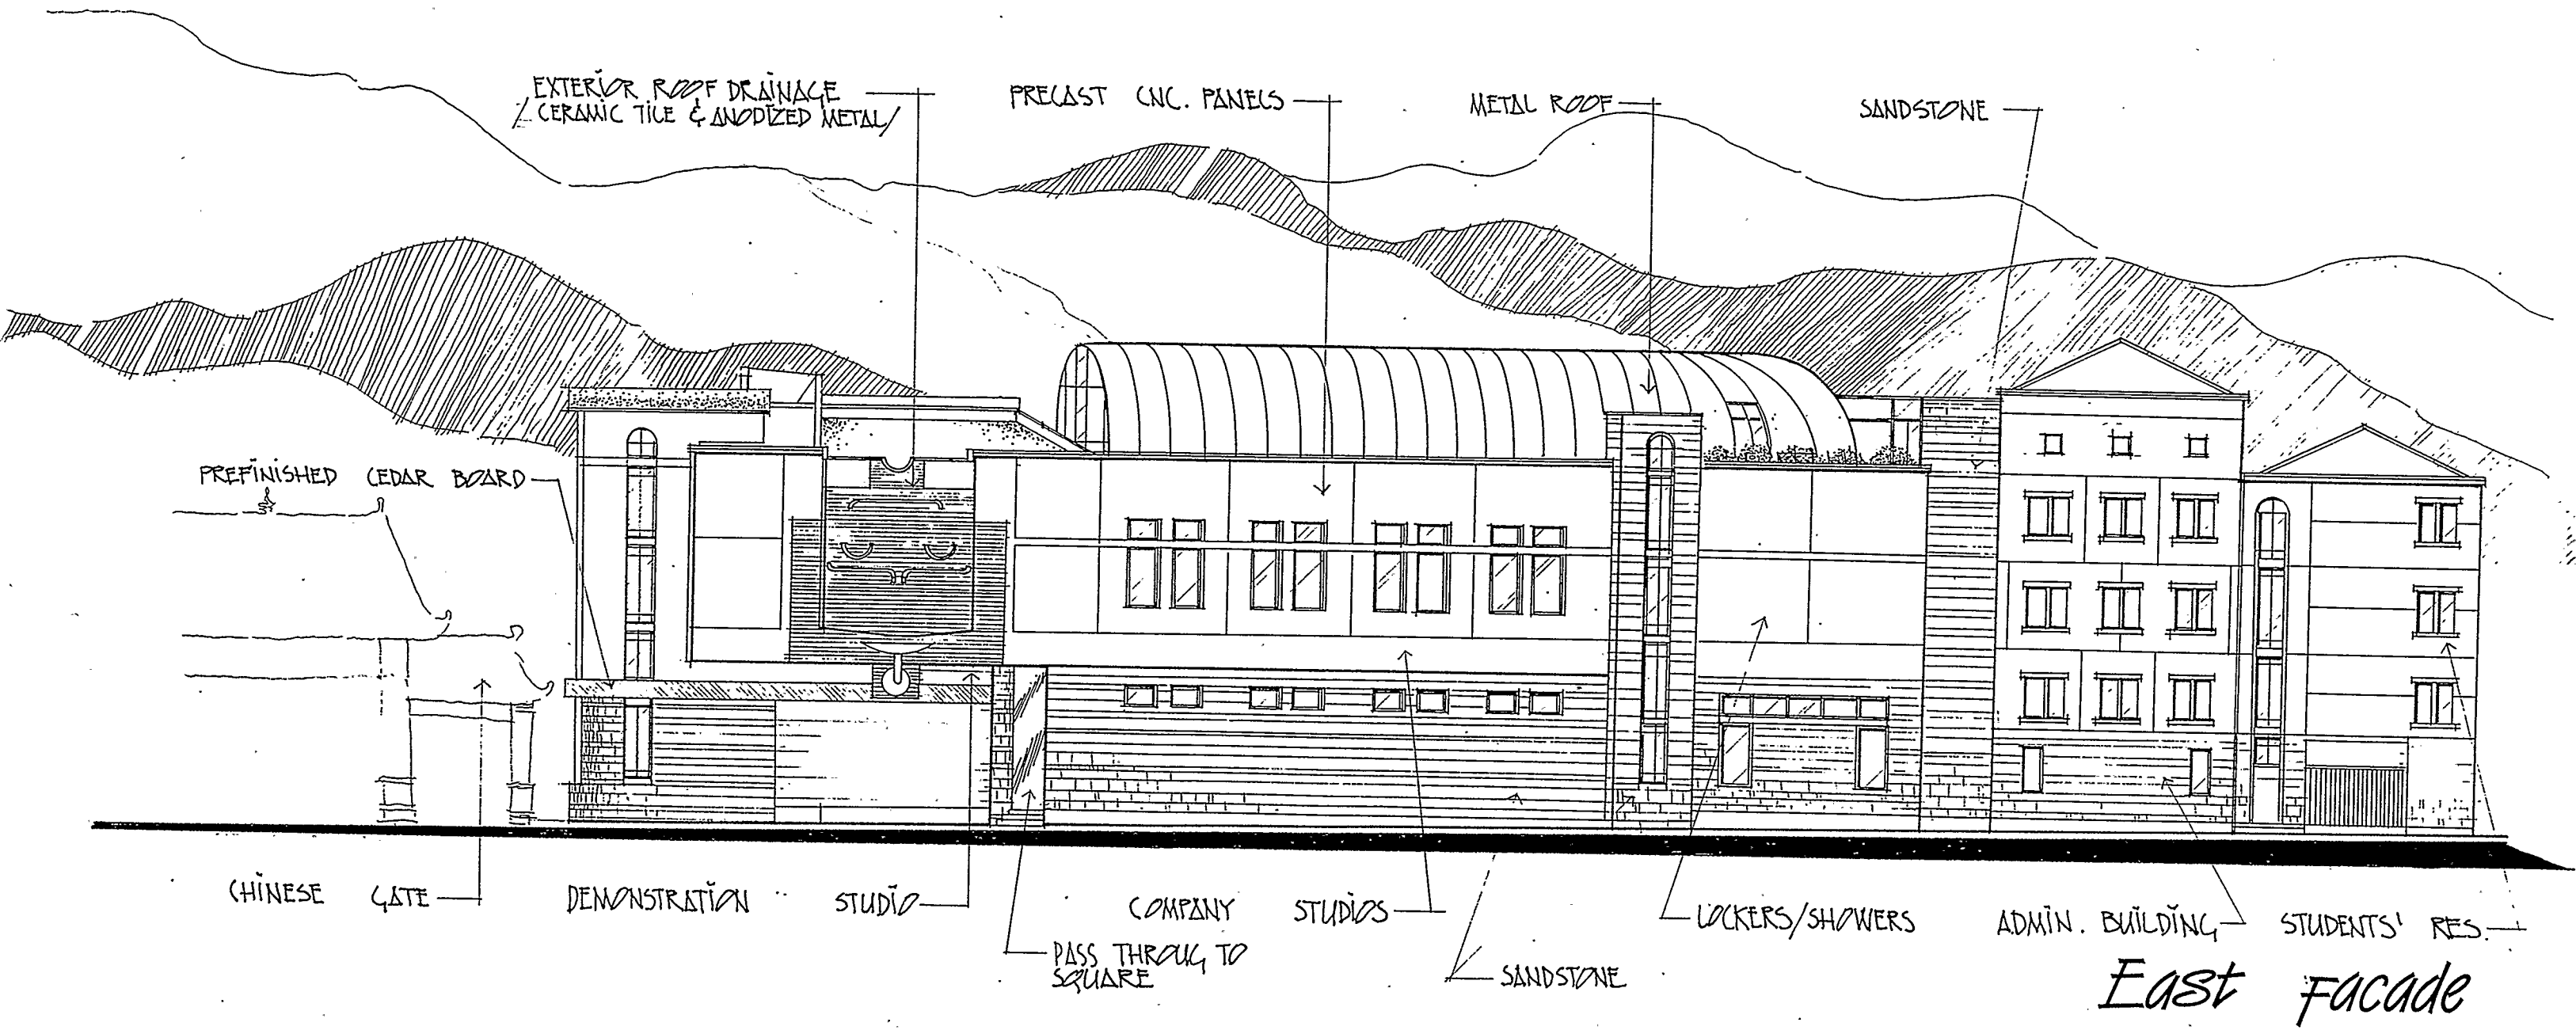 EXTERIOR ROOF DRAINAGE
/ CERAMIC TILE & ANODIZED METAL/
PRECAST CNC. PANELS
METAL ROOF
SANDSTONE
PREFINISHED CEDAR BOARD
CHINESE GATE
DEMONSTRATION STUDIO
COMPANY STUDIOS
LOCKERS/SHOWERS
ADMIN. BUILDING
STUDENTS' RES.
PASS THROUG TO
SQUARE
SANDSTONE
East Facade